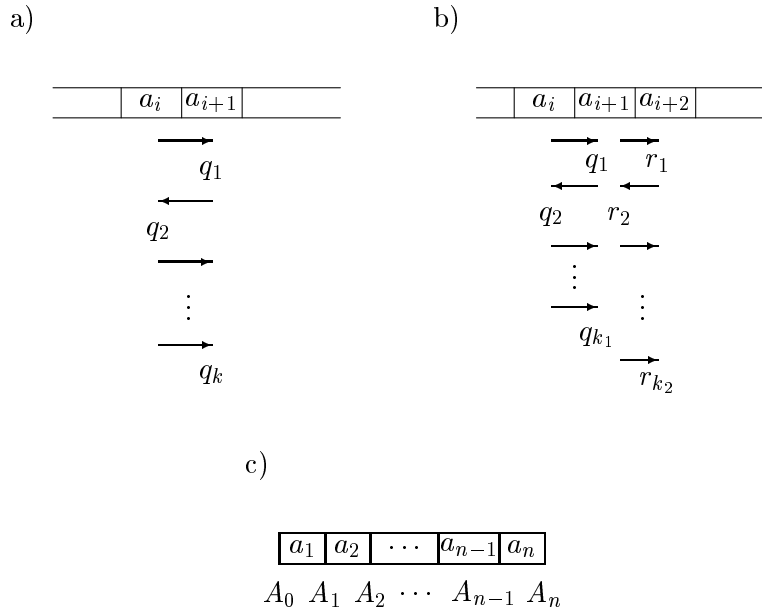 a)
a_i a_{i+1}
q_1
q_2
⋮
q_k
b)
a_i a_{i+1} a_{i+2}
q_1 r_1
q_2 r_2
⋮ ⋮
q_{k_1}
r_{k_2}
c)
a_1 a_2 ⋯ a_{n−1} a_n
A_0 A_1 A_2 ⋯ A_{n−1} A_n